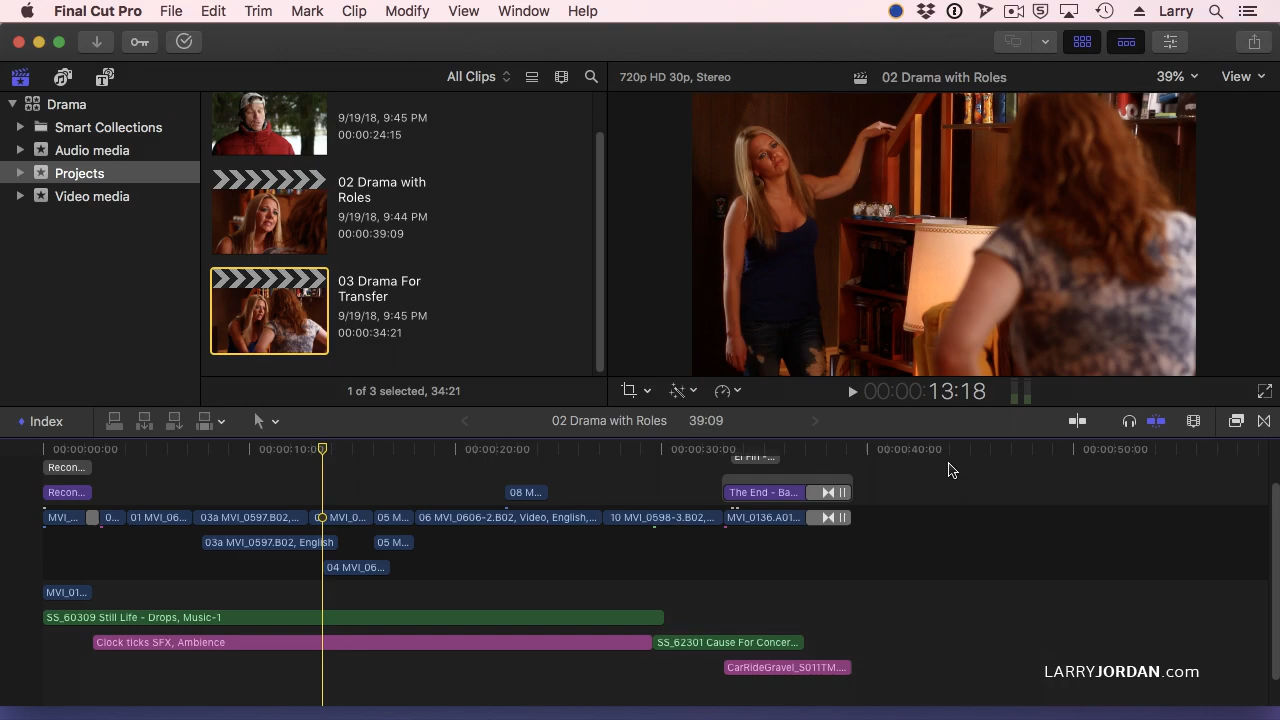 Final Cut Pro File Edit Trim Mark Clip Modify View Window Help Larry
All Clips
720p HD 30p, Stereo
02 Drama with Roles
39%
View
Drama
Smart Collections
Audio media
Projects
Video media
9/19/18, 9:45 PM
00:00:24:15
02 Drama with
Roles
9/19/18, 9:44 PM
00:00:39:09
03 Drama For
Transfer
9/19/18, 9:45 PM
00:00:34:21
1 of 3 selected, 34:21
00:00:13:18
Index
02 Drama with Roles 39:09
00:00:00:00 00:00:10:00 00:00:20:00 00:00:30:00 00:00:40:00 00:00:50:00
Recon...
Recon... 08 M... The End - Ba...
MVI_... 0... 01 MVI_06... 03a MVI_0597.B02,... MVI_0... 05 M... 06 MVI_0606-2.B02, Video, English,... 10 MVI_0598-3.B02,... MVI_0136.A01...
03a MVI_0597.B02, English 05 M...
04 MVI_06...
MVI_01...
SS_60309 Still Life - Drops, Music-1
Clock ticks SFX, Ambience SS_62301 Cause For Concer...
CarRideGravel_S011TM....
LARRYJORDAN.com